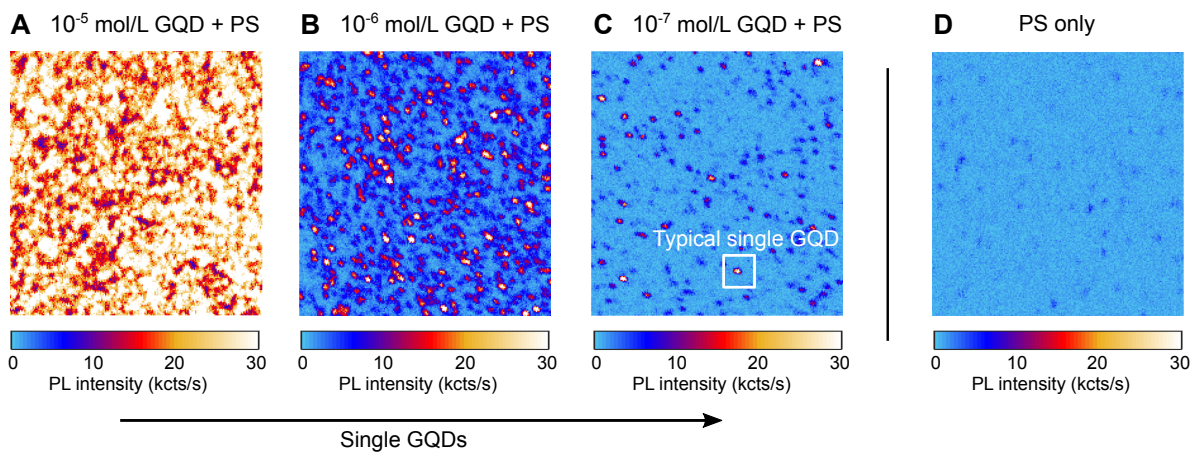 A 10⁻⁵ mol/L GQD + PS
B 10⁻⁶ mol/L GQD + PS
C 10⁻⁷ mol/L GQD + PS
D PS only
Typical single GQD
0 10 20 30
PL intensity (kcts/s)
0 10 20 30
PL intensity (kcts/s)
0 10 20 30
PL intensity (kcts/s)
0 10 20 30
PL intensity (kcts/s)
Single GQDs